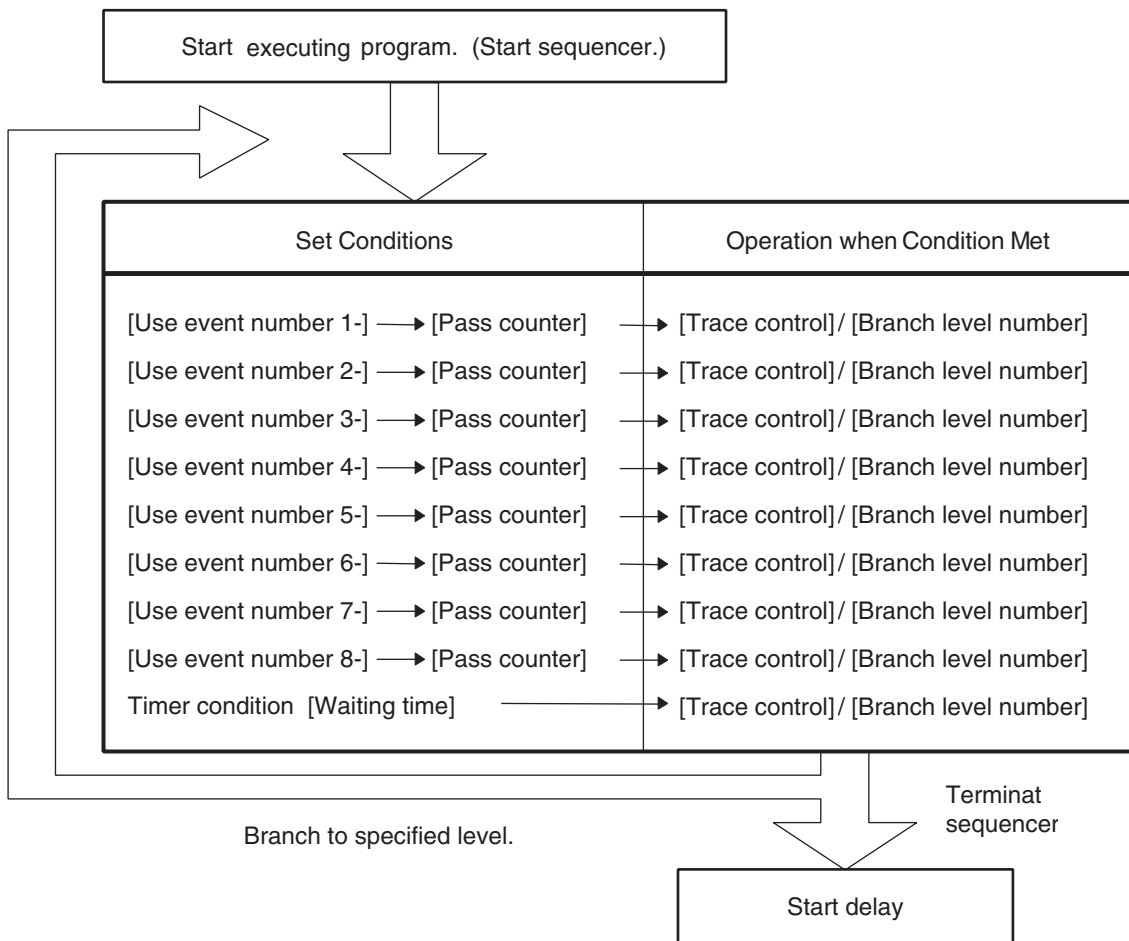 Start executing program. (Start sequencer.)
Set Conditions Operation when Condition Met
[Use event number 1-] [Pass counter] [Trace control] / [Branch level number]
[Use event number 2-] [Pass counter] [Trace control] / [Branch level number]
[Use event number 3-] [Pass counter] [Trace control] / [Branch level number]
[Use event number 4-] [Pass counter] [Trace control] / [Branch level number]
[Use event number 5-] [Pass counter] [Trace control] / [Branch level number]
[Use event number 6-] [Pass counter] [Trace control] / [Branch level number]
[Use event number 7-] [Pass counter] [Trace control] / [Branch level number]
[Use event number 8-] [Pass counter] [Trace control] / [Branch level number]
Timer condition [Waiting time] [Trace control] / [Branch level number]
Terminat
sequencer
Branch to specified level.
Start delay